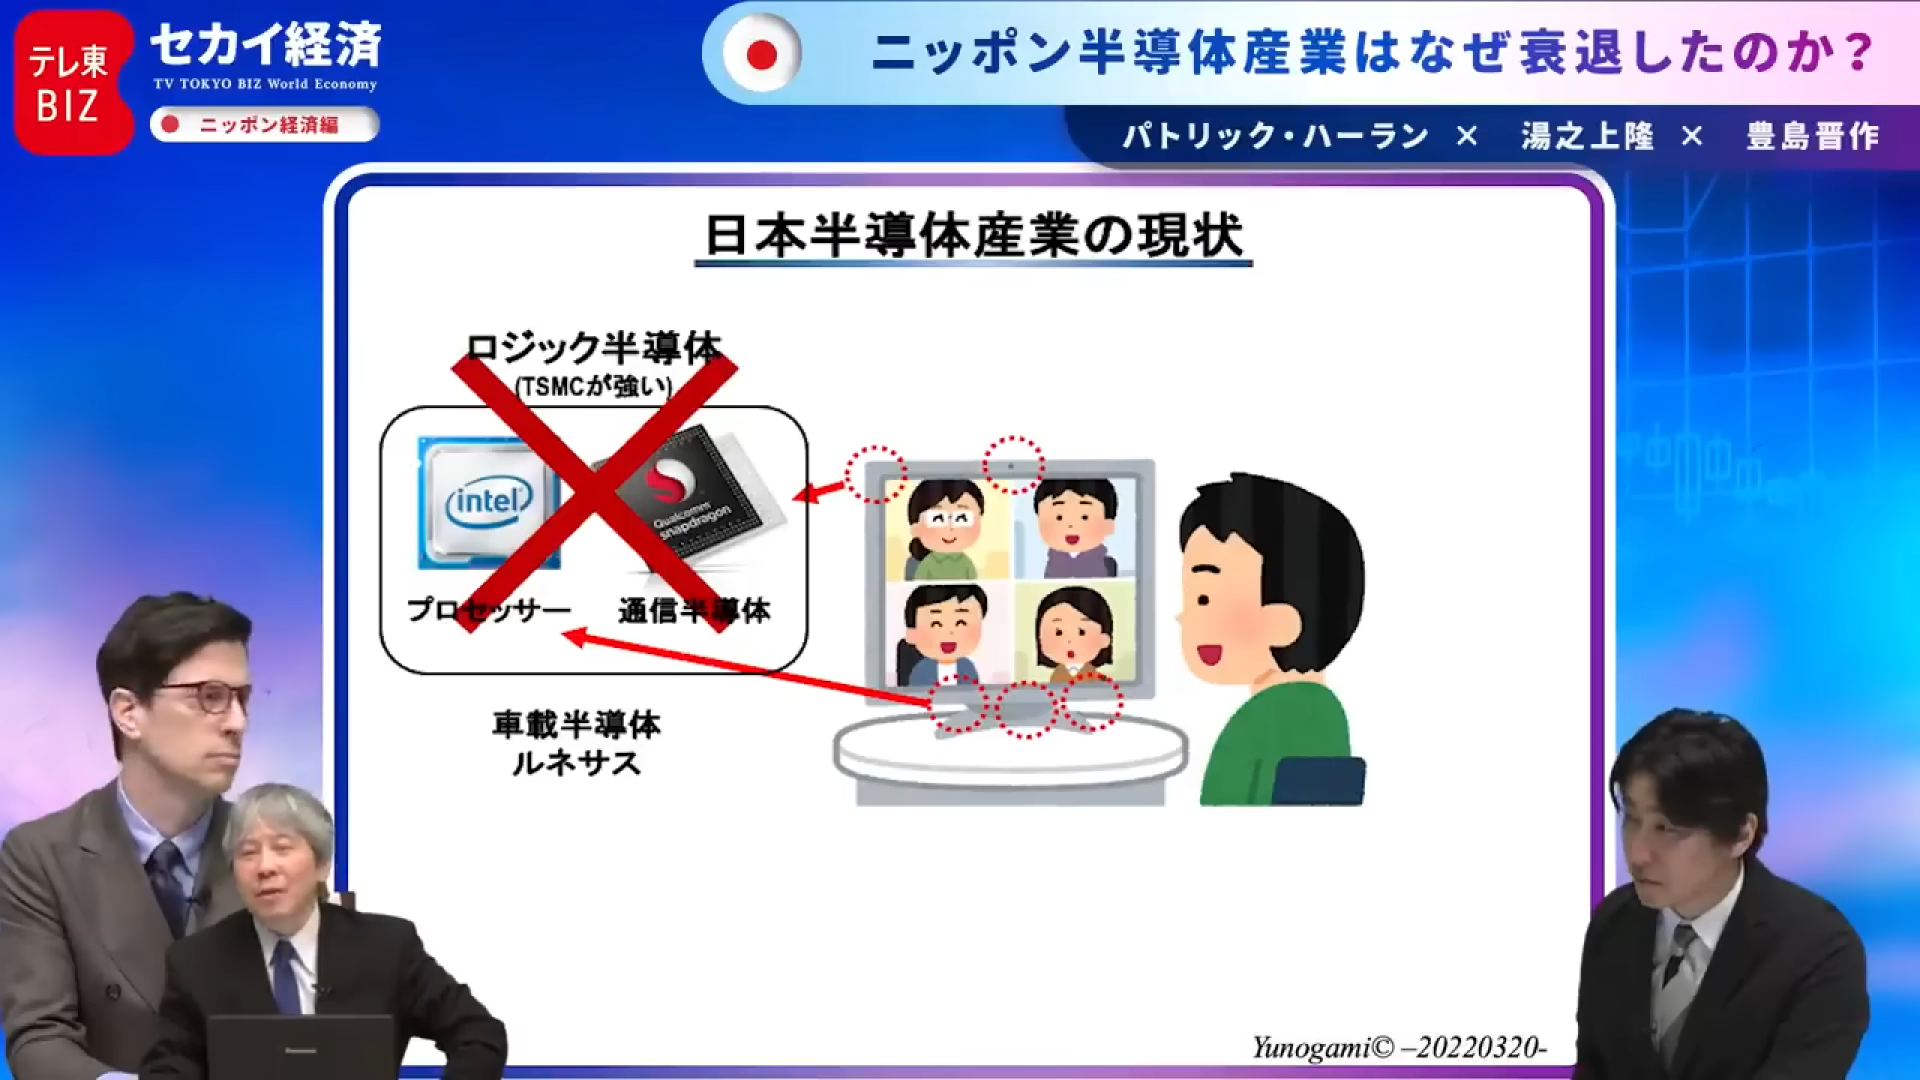 テレ東
BIZ
セカイ経済
TV TOKYO BIZ World Economy
ニッポン経済編
ニッポン半導体産業はなぜ衰退したのか?
パトリック・ハーラン × 湯之上隆 × 豊島晋作
日本半導体産業の現状
ロジック半導体
(TSMCが強い)
intel
Qualcomm
snapdragon
プロセッサー 通信半導体
車載半導体
ルネサス
Yunogami© –20220320-